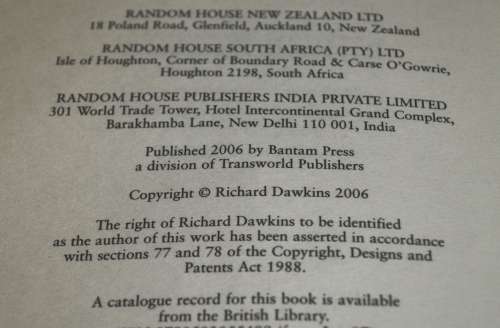 RANDOM HOUSE NEW ZEALAND LTD
18 Poland Road, Glenfield, Auckland 10, New Zealand
RANDOM HOUSE SOUTH AFRICA (PTY) LTD
Isle of Houghton, Corner of Boundary Road & Carse O'Gowrie,
Houghton 2198, South Africa
RANDOM HOUSE PUBLISHERS INDIA PRIVATE LIMITED
301 World Trade Tower, Hotel Intercontinental Grand Complex,
Barakhamba Lane, New Delhi 110 001, India
Published 2006 by Bantam Press
a division of Transworld Publishers
Copyright © Richard Dawkins 2006
The right of Richard Dawkins to be identified
as the author of this work has been asserted in accordance
with sections 77 and 78 of the Copyright, Designs and
Patents Act 1988.
A catalogue record for this book is available
from the British Library.